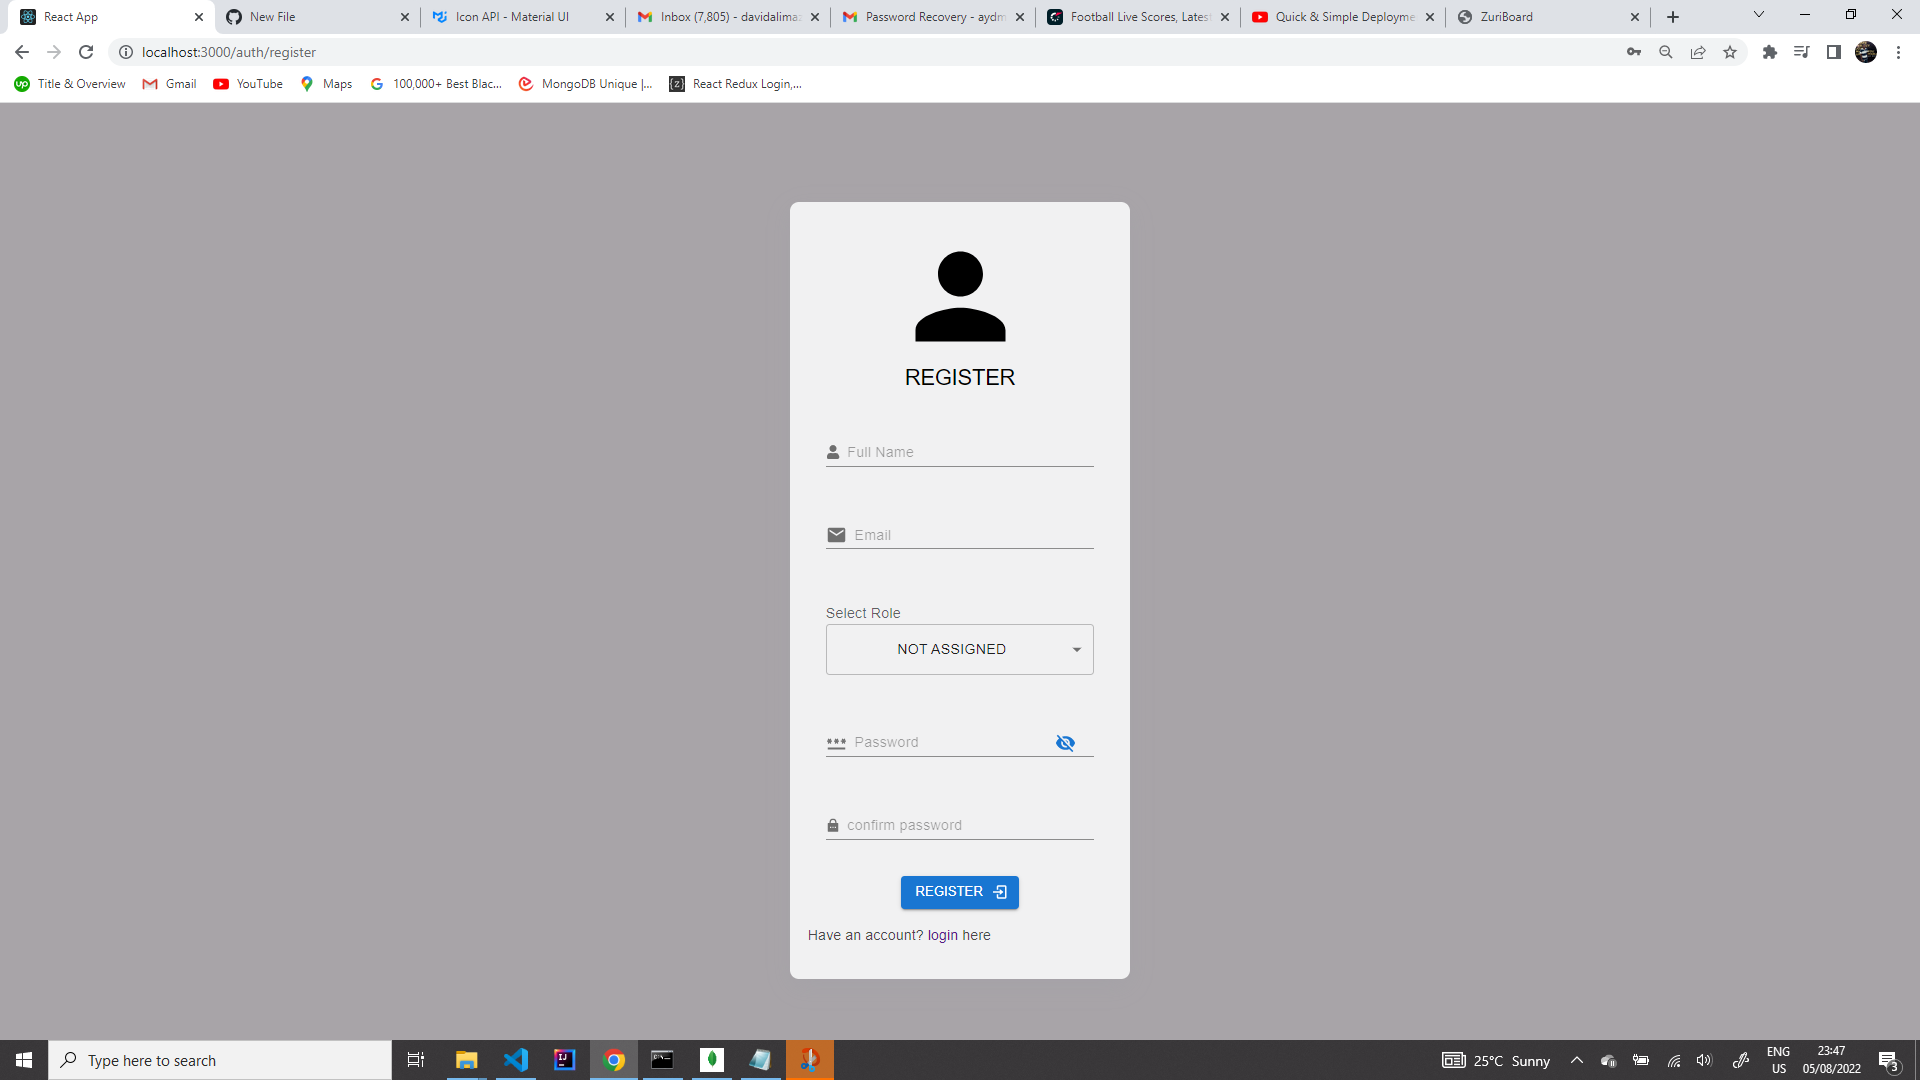 React App
New File
Icon API - Material UI
Inbox (7,805) - davidalima
Password Recovery - aydm
Football Live Scores, Latest
Quick & Simple Deployme
ZuriBoard
localhost:3000/auth/register
Title & Overview
Gmail
YouTube
Maps
100,000+ Best Blac...
MongoDB Unique |...
React Redux Login,...
REGISTER
Full Name
Email
Select Role
NOT ASSIGNED
Password
confirm password
REGISTER
Have an account? login here
Type here to search
25°C Sunny
ENG
US
23:47
05/08/2022
3